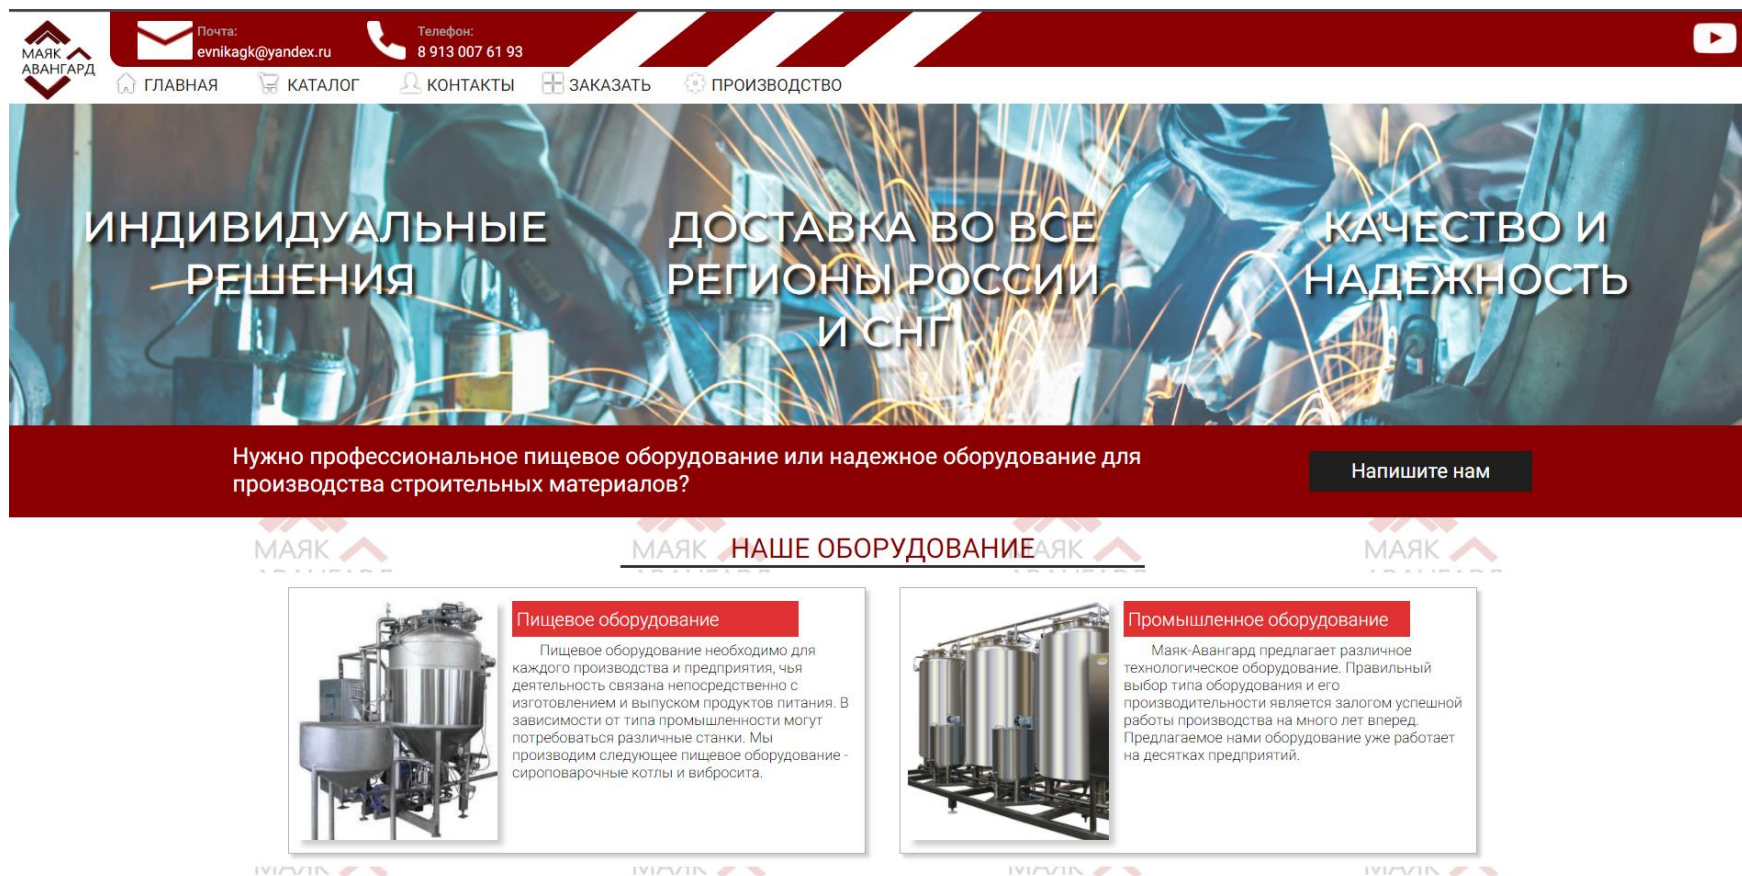 МАЯК
АВАНГАРД
Почта:
evnikagk@yandex.ru
Телефон:
8 913 007 61 93
ГЛАВНАЯ
КАТАЛОГ
КОНТАКТЫ
ЗАКАЗАТЬ
ПРОИЗВОДСТВО
ИНДИВИДУАЛЬНЫЕ
РЕШЕНИЯ
ДОСТАВКА ВО ВСЕ
РЕГИОНЫ РОССИИ
И СНГ
КАЧЕСТВО И
НАДЕЖНОСТЬ
Нужно профессиональное пищевое оборудование или надежное оборудование для
производства строительных материалов?
Напишите нам
МАЯК
МАЯК
МАЯК
МАЯК
НАШЕ ОБОРУДОВАНИЕ
Пищевое оборудование
Пищевое оборудование необходимо для
каждого производства и предприятия, чья
деятельность связана непосредственно с
изготовлением и выпуском продуктов питания. В
зависимости от типа промышленности могут
потребоваться различные станки. Мы
производим следующее пищевое оборудование -
сироповарочные котлы и вибросита.
Промышленное оборудование
Маяк-Авангард предлагает различное
технологическое оборудование. Правильный
выбор типа оборудования и его
производительности является залогом успешной
работы производства на много лет вперед.
Предлагаемое нами оборудование уже работает
на десятках предприятий.